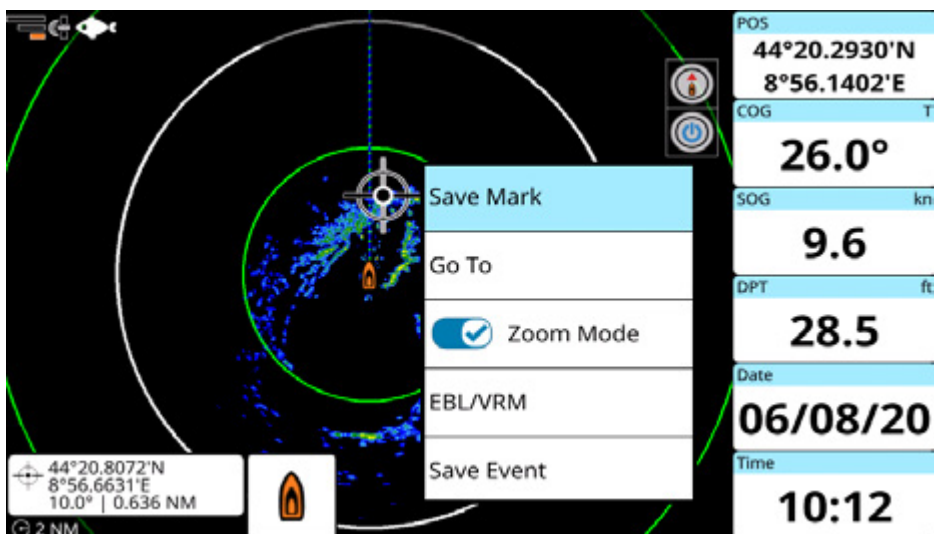 POS
44°20.2930'N
8°56.1402'E
COG T
26.0°
SOG kn
9.6
DPT ft
28.5
Date
06/08/20
Time
10:12
Save Mark
Go To
Zoom Mode
EBL/VRM
Save Event
44°20.8072'N
8°56.6631'E
10.0° | 0.636 NM
2 NM